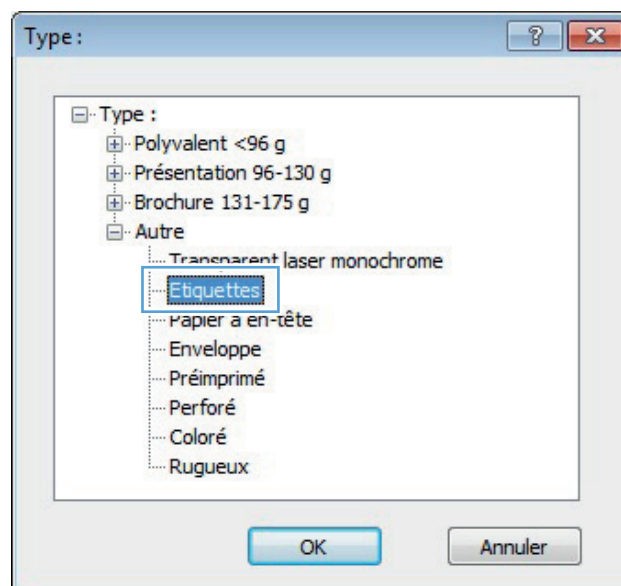 Type :
Type :
Polyvalent <96 g
Présentation 96-130 g
Brochure 131-175 g
Autre
Transparent laser monochrome
Etiquettes
Papier à en-tête
Enveloppe
Préimprimé
Perforé
Coloré
Rugueux
OK Annuler